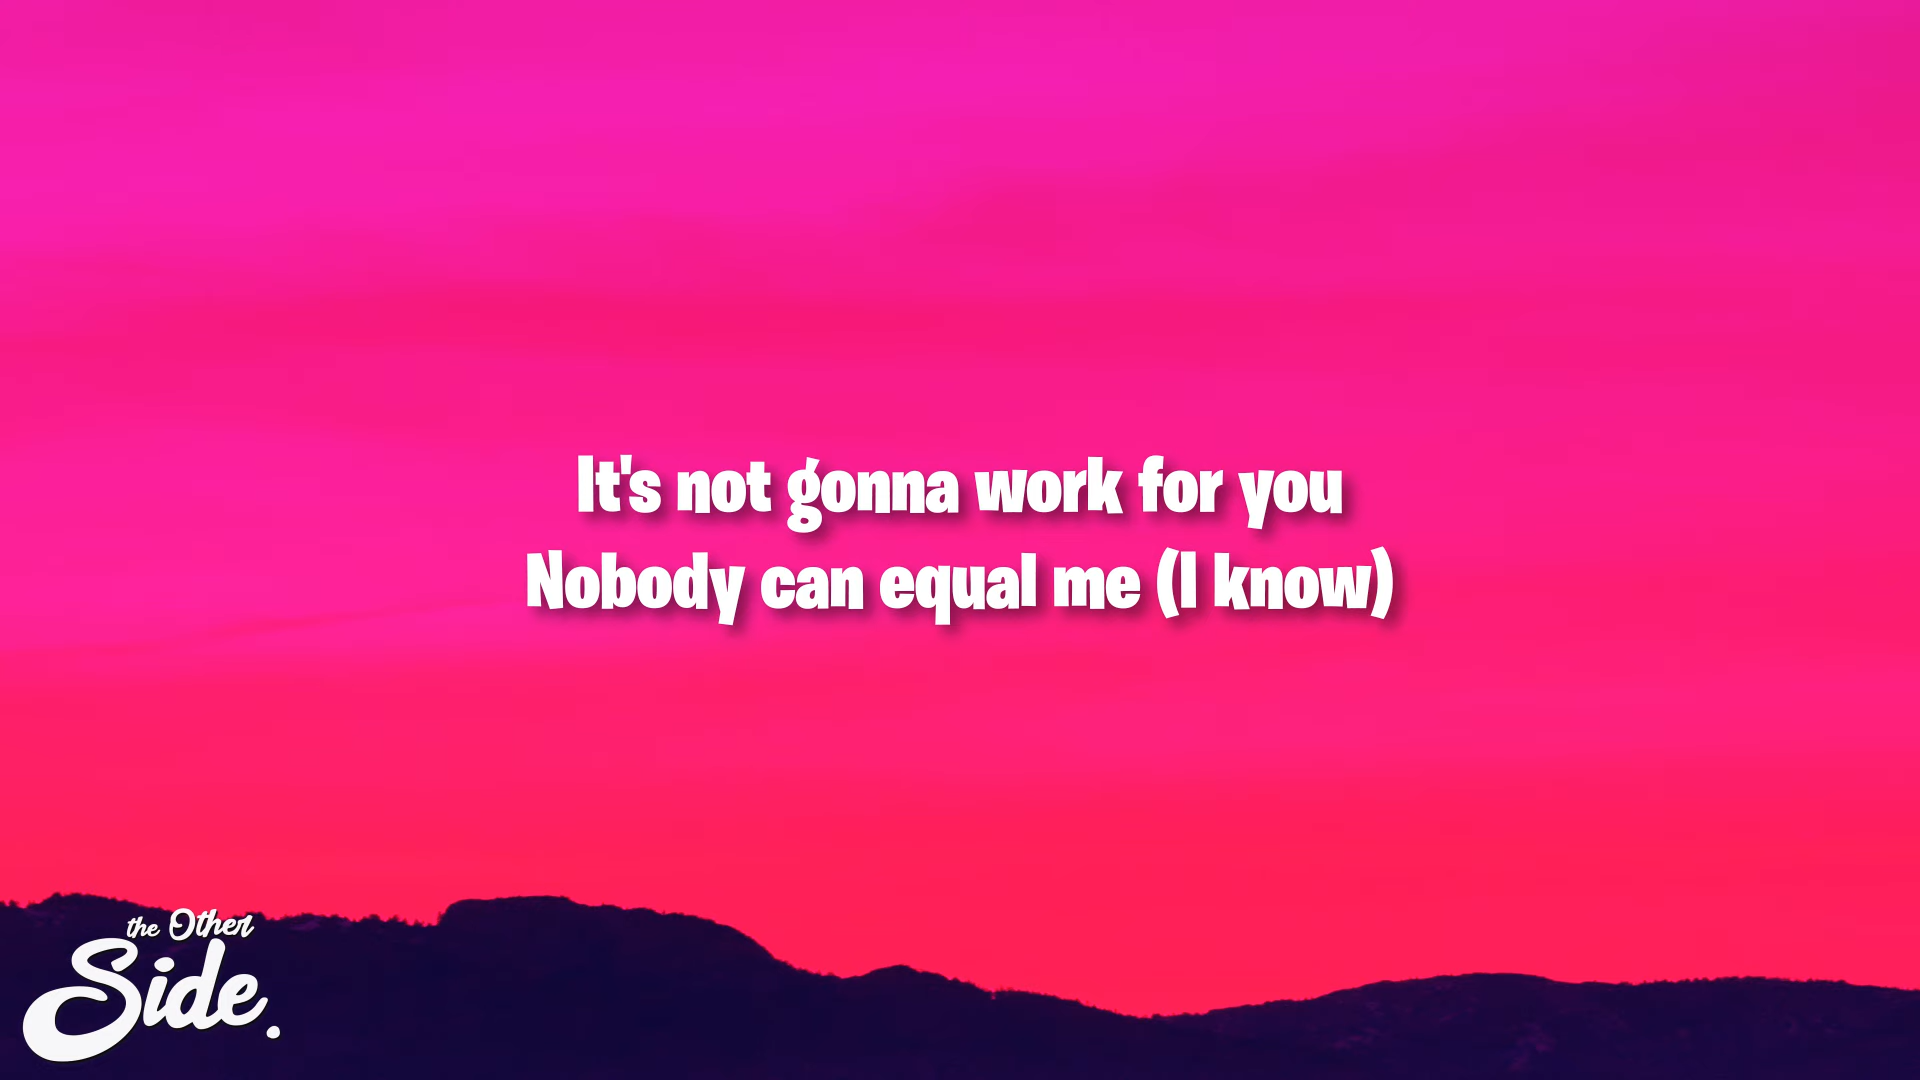 It's not gonna work for you
Nobody can equal me (I know)
the Other
Side.